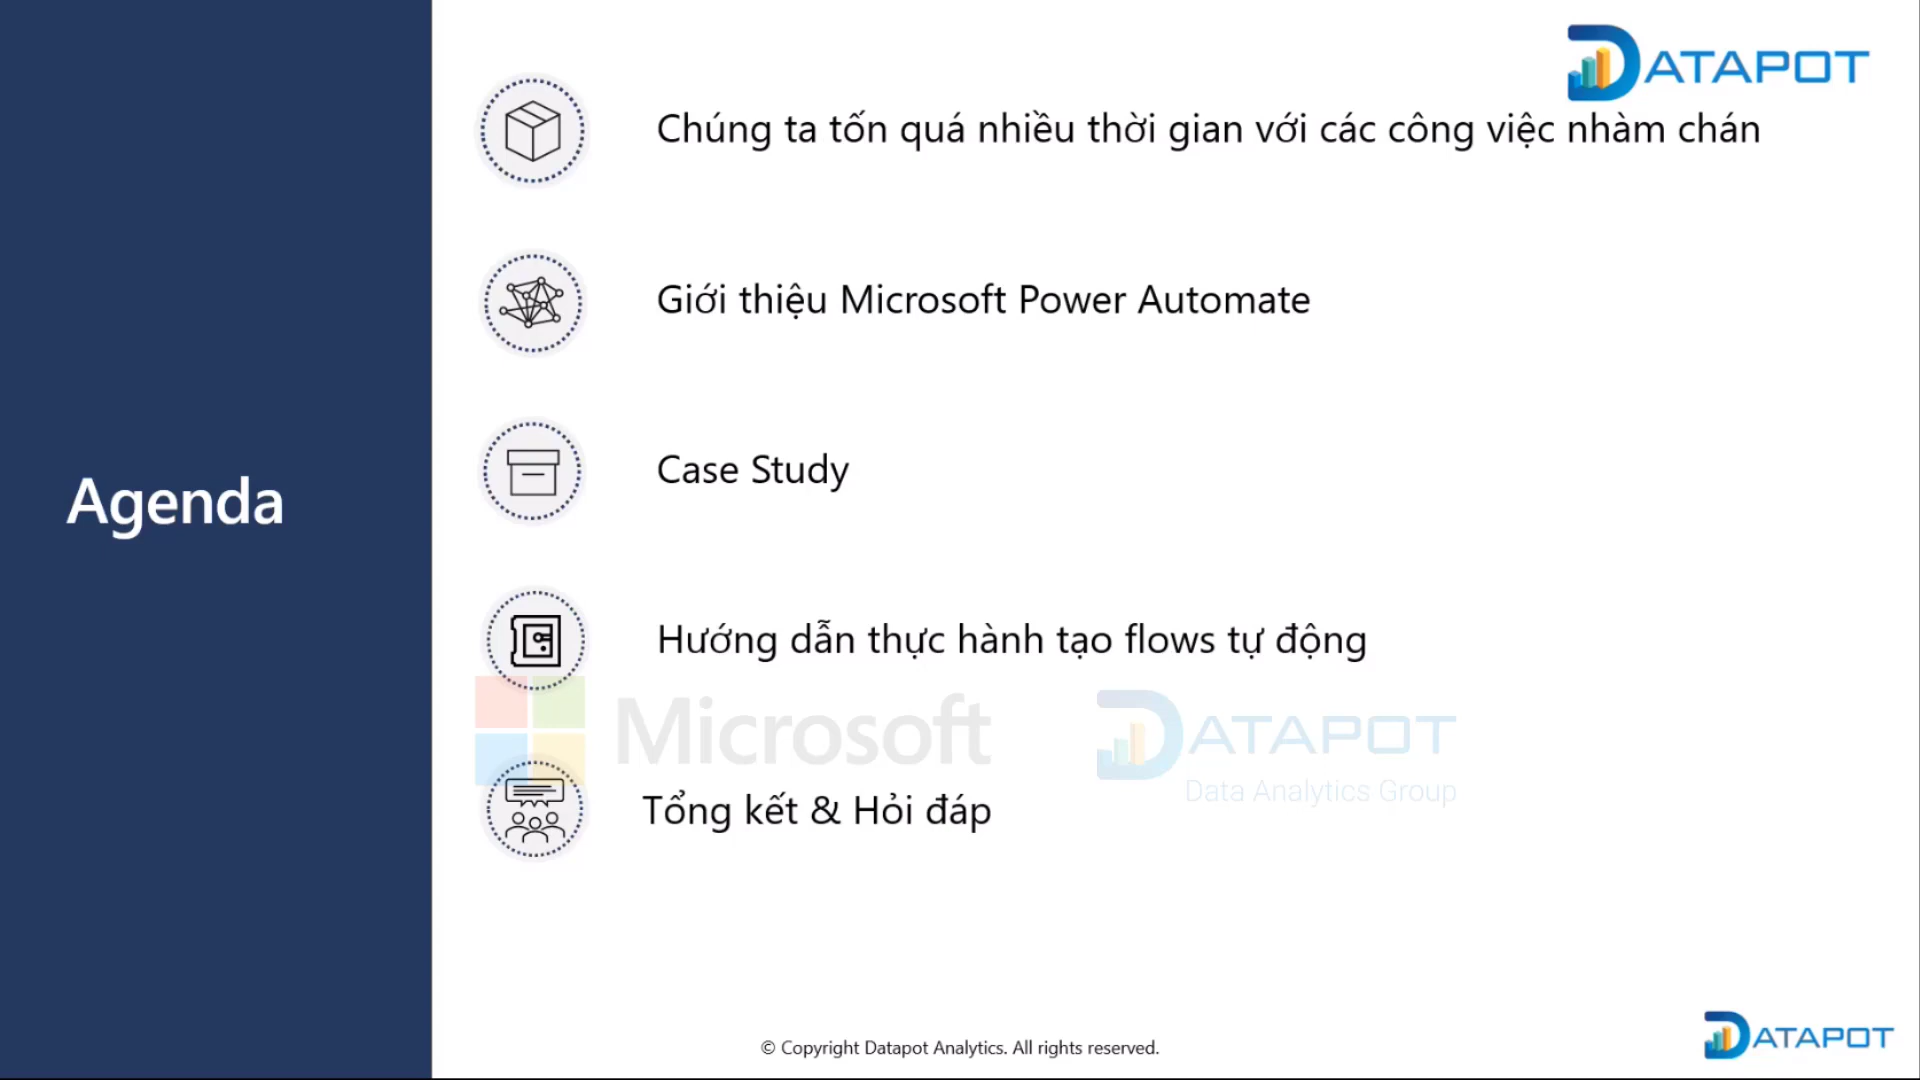 DATAPOT
Chúng ta tốn quá nhiều thời gian với các công việc nhàm chán
Giới thiệu Microsoft Power Automate
Case Study
Agenda
Hướng dẫn thực hành tạo flows tự động
Microsoft
DATAPOT
Data Analytics Group
Tổng kết & Hỏi đáp
© Copyright Datapot Analytics. All rights reserved.
DATAPOT